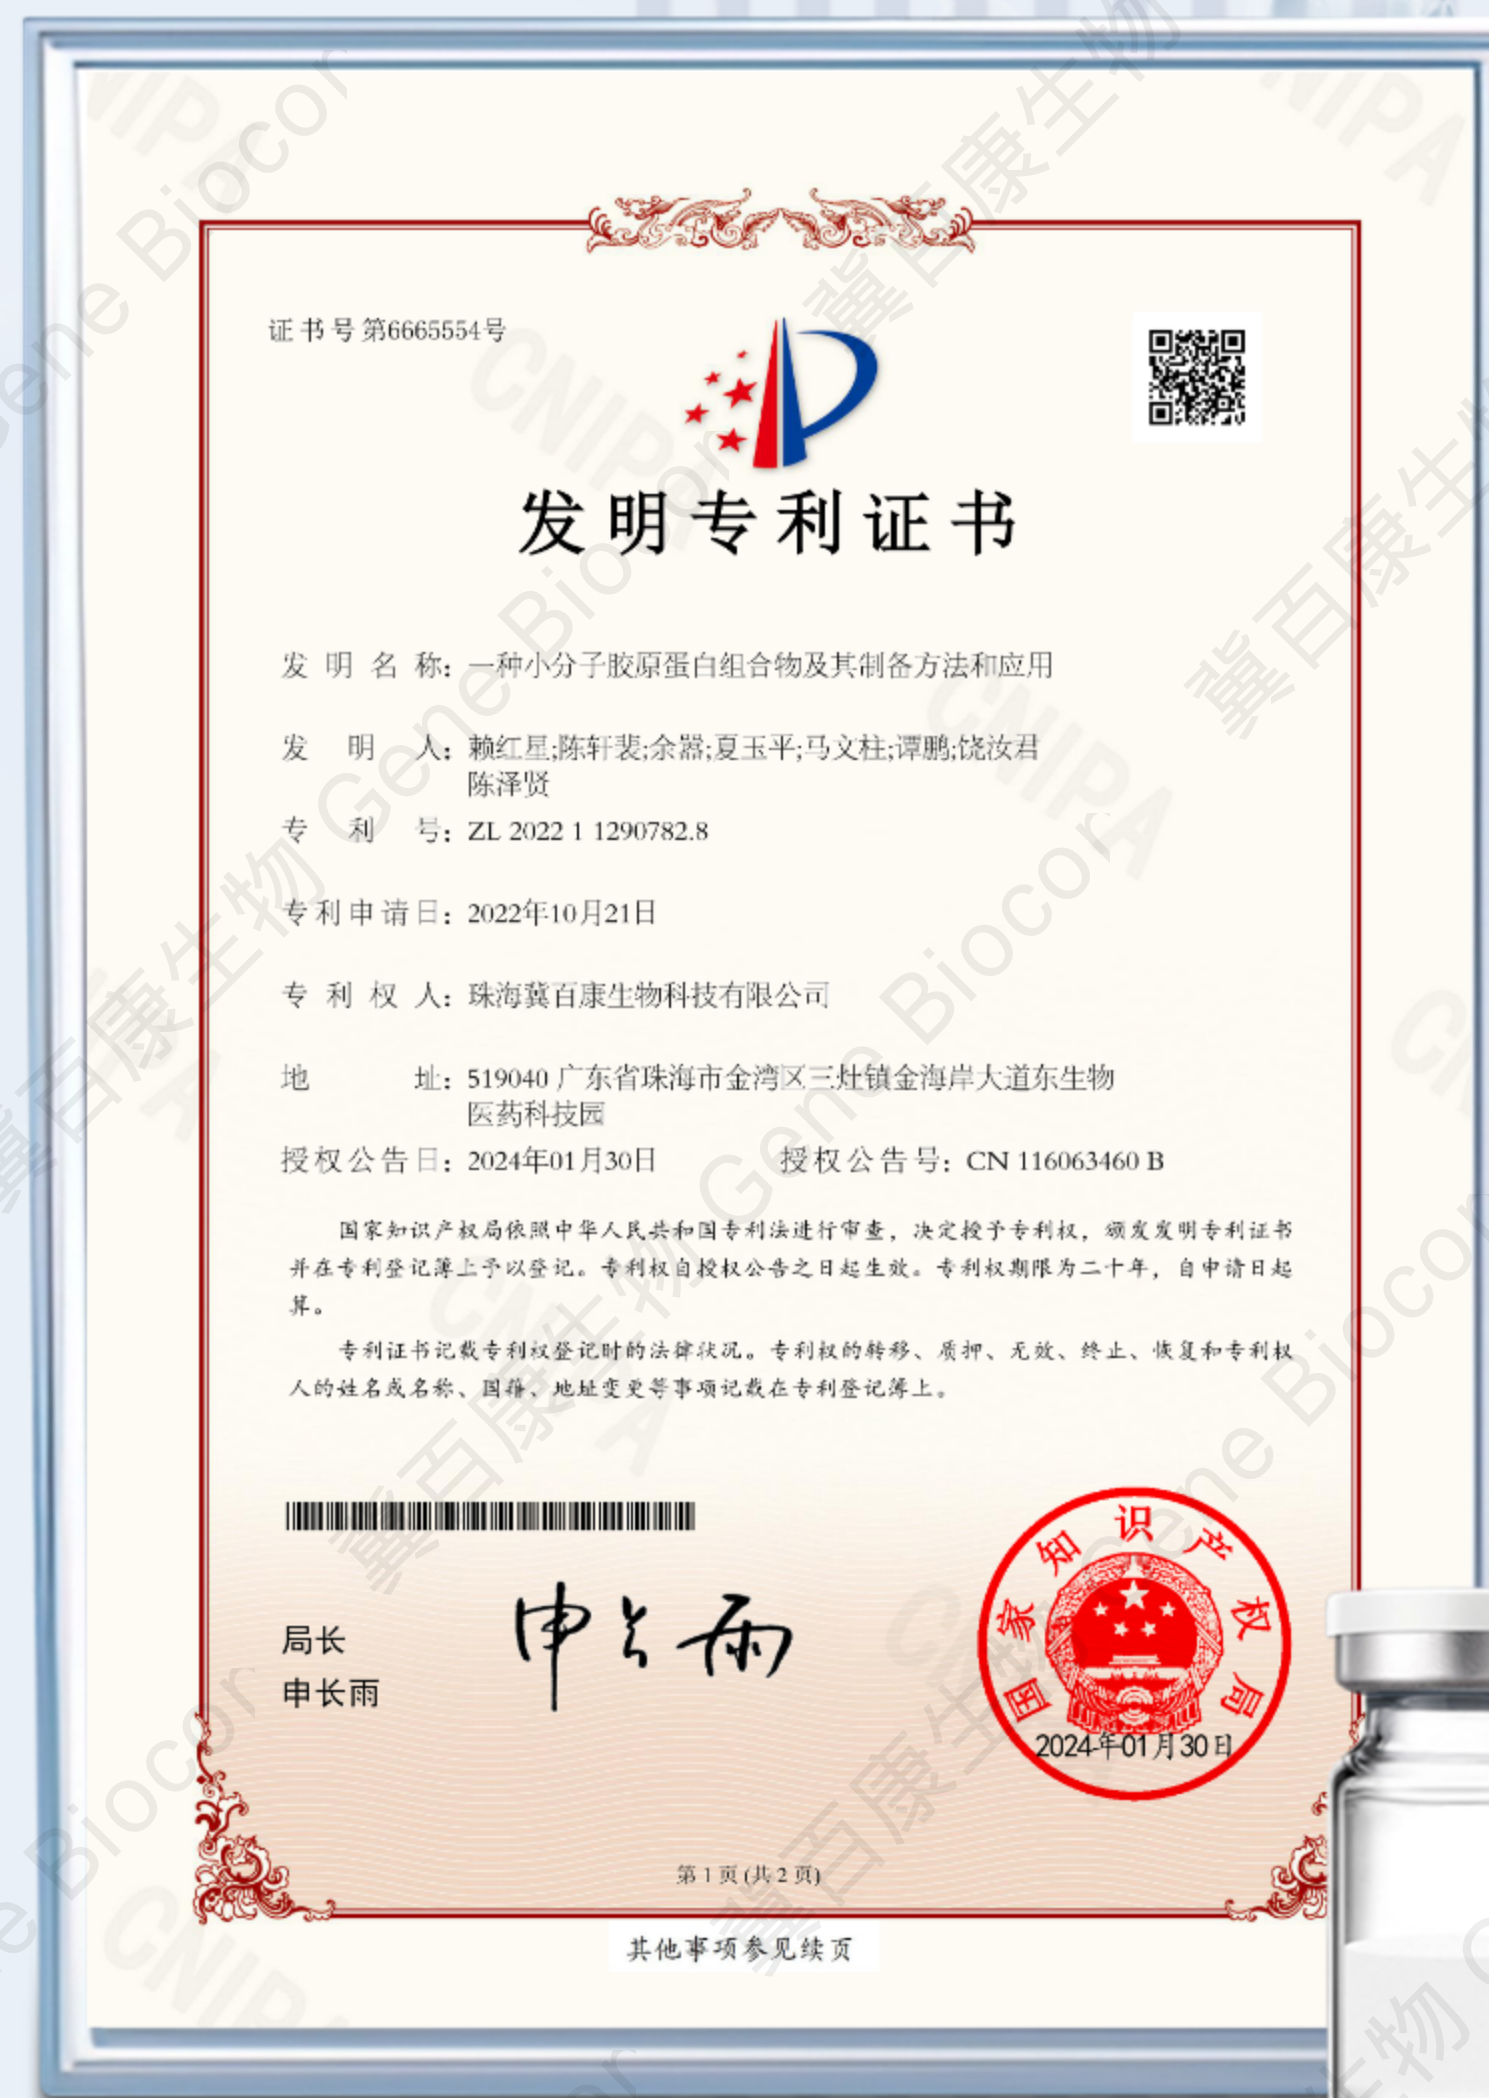 证书号第6665554号
发明专利证书
发明名称：一种小分子胶原蛋白组合物及其制备方法和应用
发明人：赖红星;陈轩裴;余嚣;夏玉平;马文柱;谭鹏;饶汝君
陈泽贤
专利号：ZL 2022 1 1290782.8
专利申请日：2022年10月21日
专利权人：珠海冀百康生物科技有限公司
地址：519040 广东省珠海市金湾区三灶镇金海岸大道东生物
医药科技园
授权公告日：2024年01月30日 授权公告号：CN 116063460 B
国家知识产权局依照中华人民共和国专利法进行审查，决定授予专利权，颁发发明专利证书
并在专利登记簿上予以登记。专利权自授权公告之日起生效。专利权期限为二十年，自申请日起
算。
专利证书记载专利权登记时的法律状况。专利权的转移、质押、无效、终止、恢复和专利权
人的姓名或名称、国籍、地址变更等事项记载在专利登记簿上。
局长
申长雨
申长雨
国家知识产权局
2024年01月30日
第 1 页 (共 2 页)
其他事项参见续页
CNIPA
冀百康生物 Gene Biocor